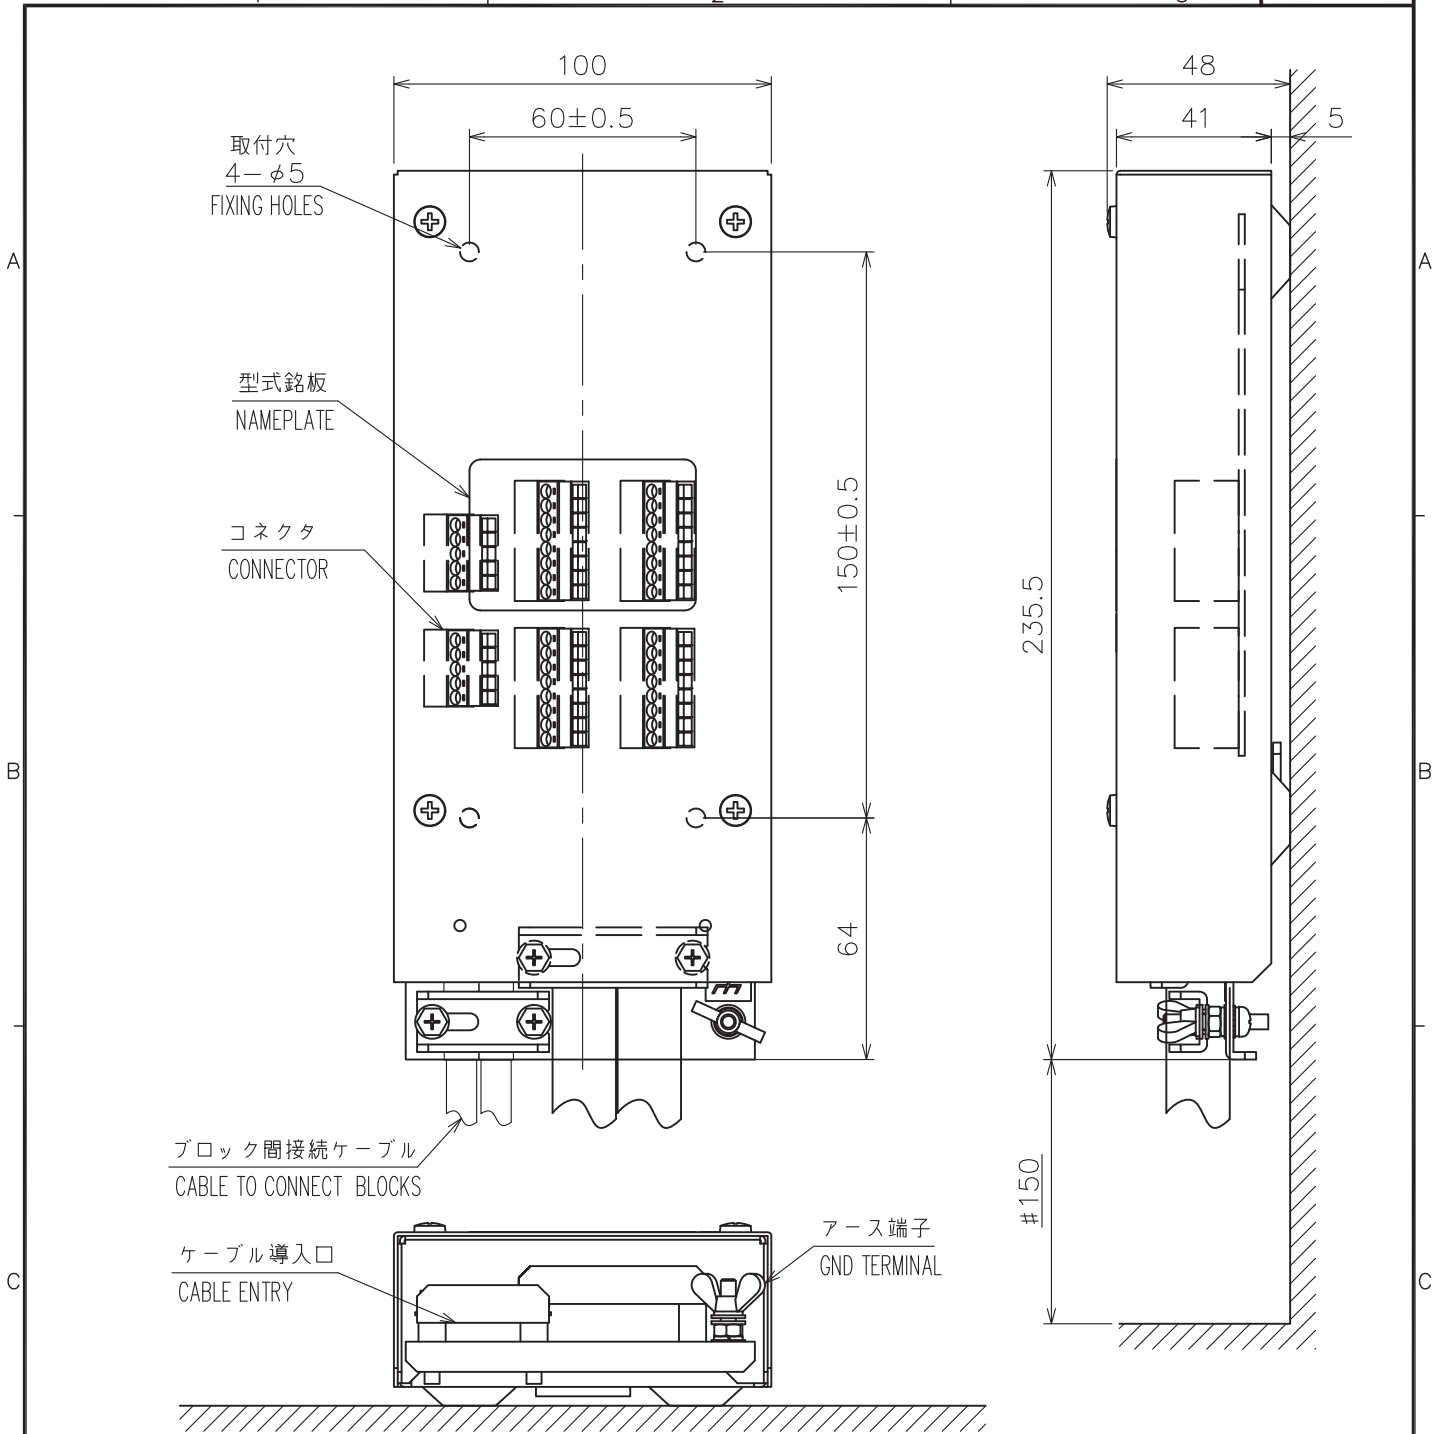 100
60±0.5
取付穴
4−φ5
FIXING HOLES
48
41
5
A
A
型式銘板
NAMEPLATE
コネクタ
CONNECTOR
150±0.5
235.5
B
B
64
ブロック間接続ケーブル
CABLE TO CONNECT BLOCKS
#150
ケーブル導入口
CABLE ENTRY
アース端子
GND TERMINAL
C
C